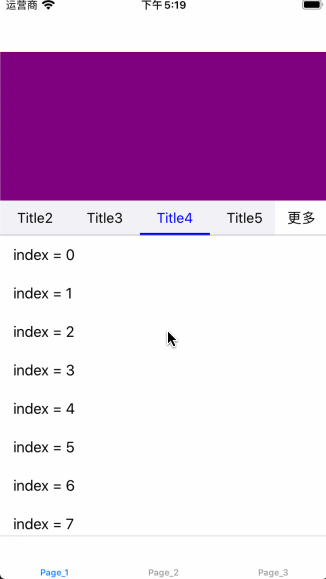 运营商 下午5:19
Title2 Title3 Title4 Title5 更多
index = 0
index = 1
index = 2
index = 3
index = 4
index = 5
index = 6
index = 7
Page_1 Page_2 Page_3